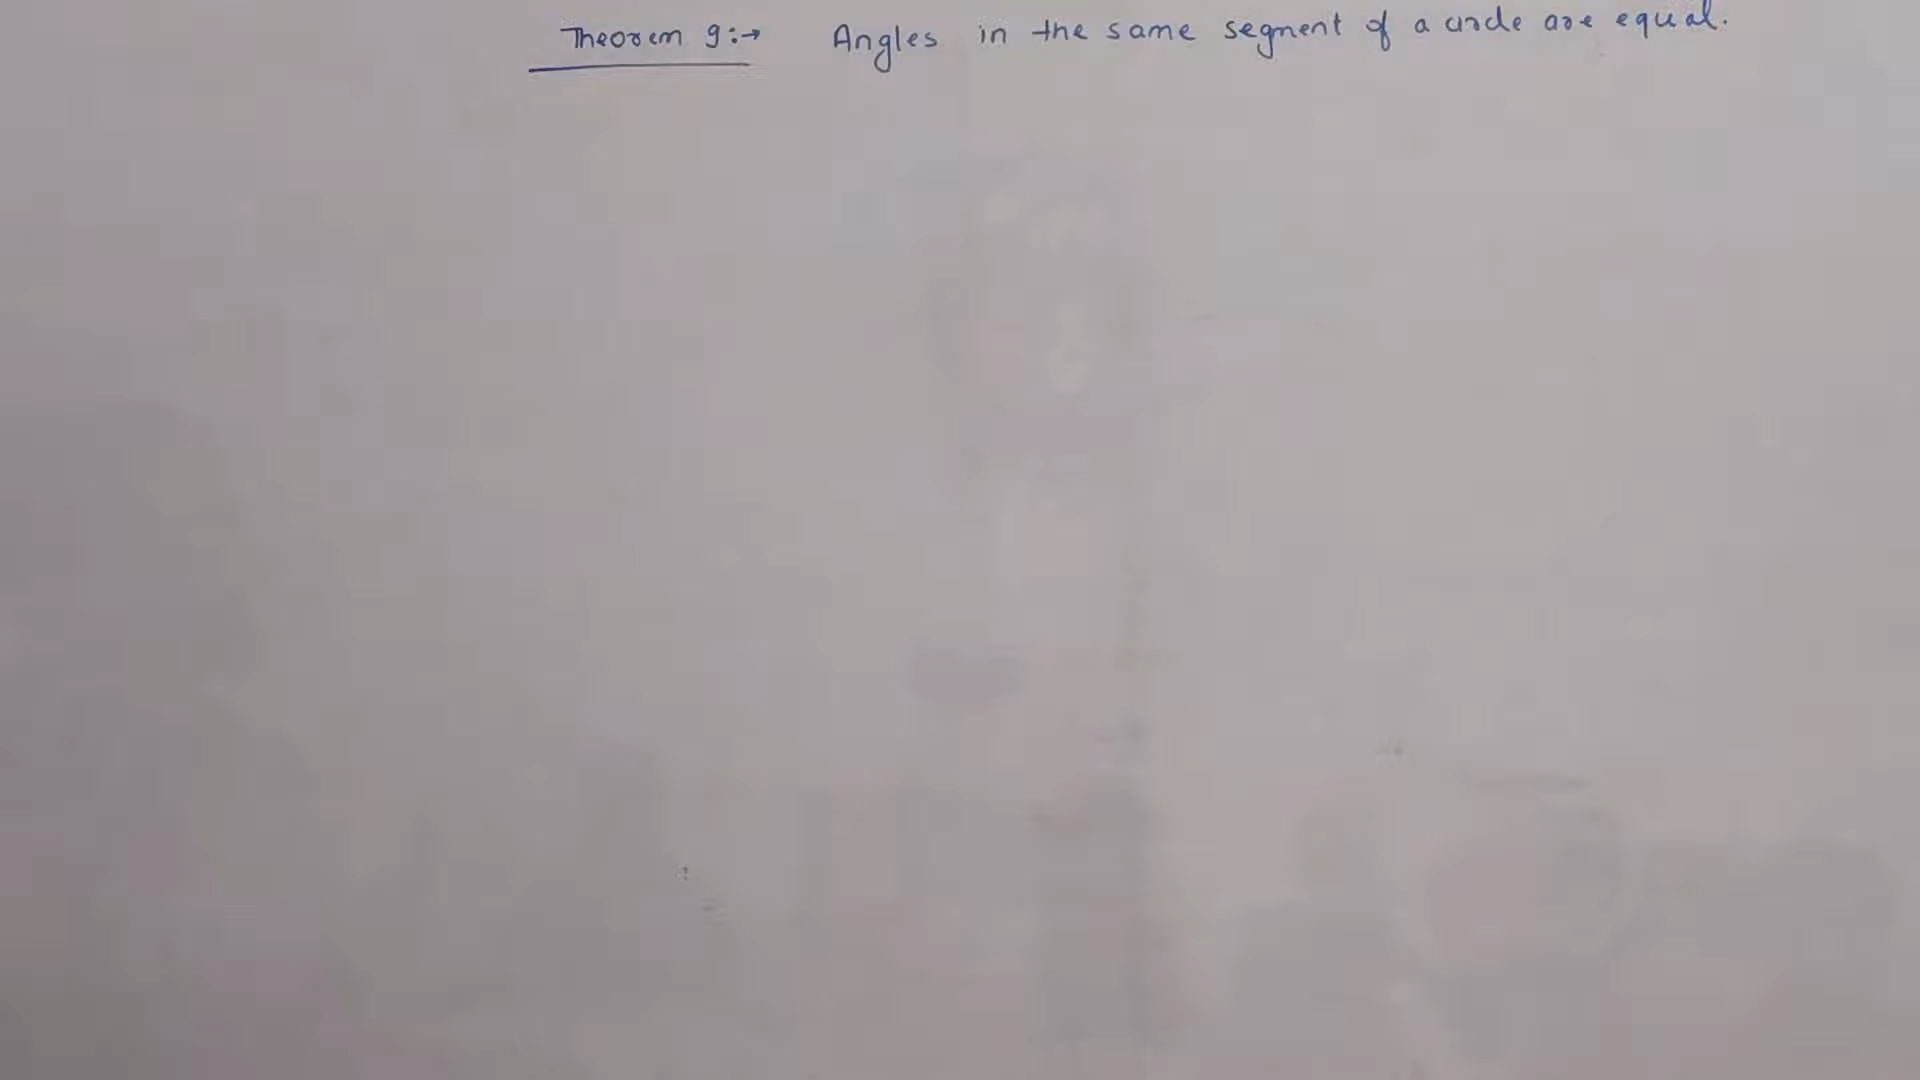 Theorem 9:→ Angles in the same segment of a circle are equal.